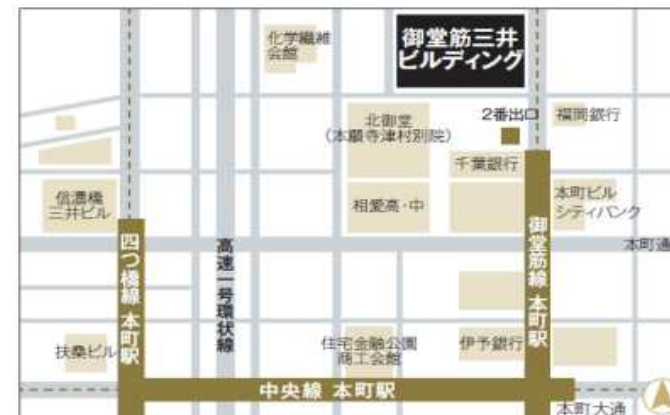 化学繊維
会館
御堂筋三井
ビルディング
北御堂
(本願寺津村別院)
2番出口
福岡銀行
千葉銀行
信濃橋
三井ビル
相愛高・中
本町ビル
シティバンク
本町通
四つ橋線 本町駅
高速一号環状線
御堂筋線 本町駅
扶桑ビル
住宅金融公園
商工会館
伊予銀行
中央線 本町駅
本町大通